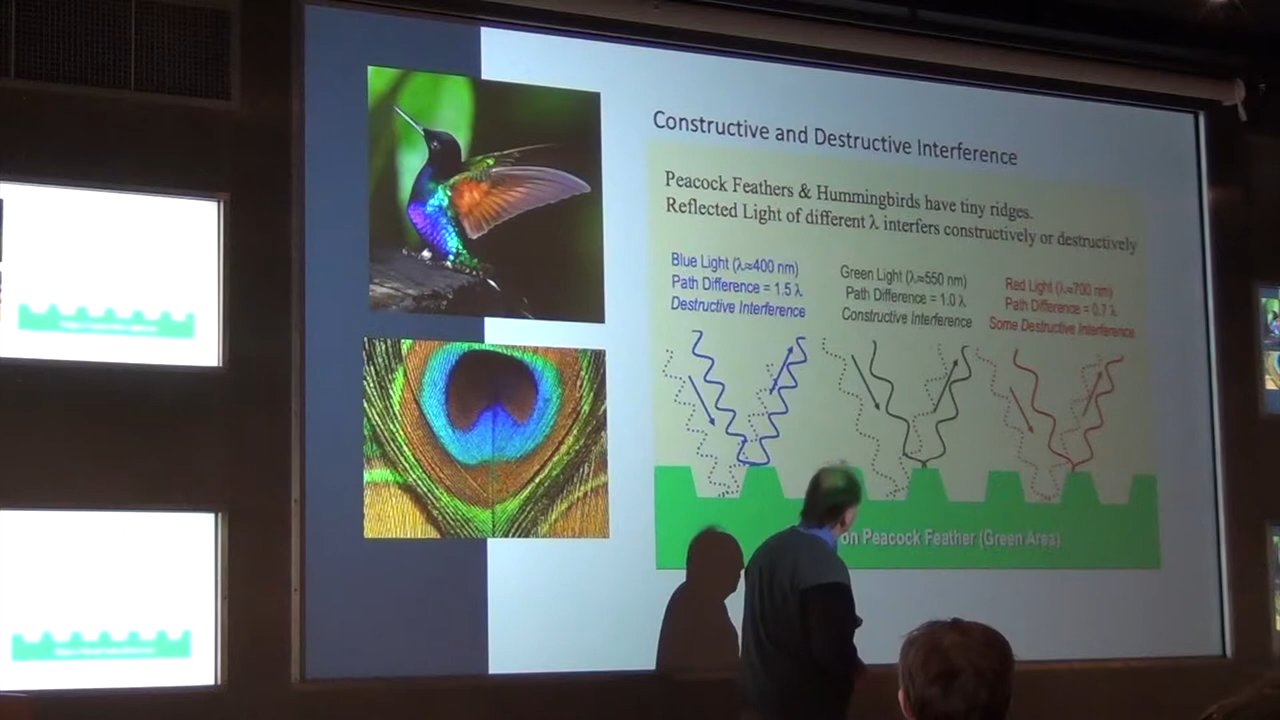 Constructive and Destructive Interference
Peacock Feathers & Hummingbirds have tiny ridges.
Reflected Light of different λ interfers constructively or destructively
Blue Light (λ≈400 nm)
Path Difference = 1.5 λ
Destructive Interference
Green Light (λ≈550 nm)
Path Difference = 1.0 λ
Constructive Interference
Red Light (λ≈700 nm)
Path Difference = 0.7 λ
Some Destructive Interference
on Peacock Feather (Green Area)